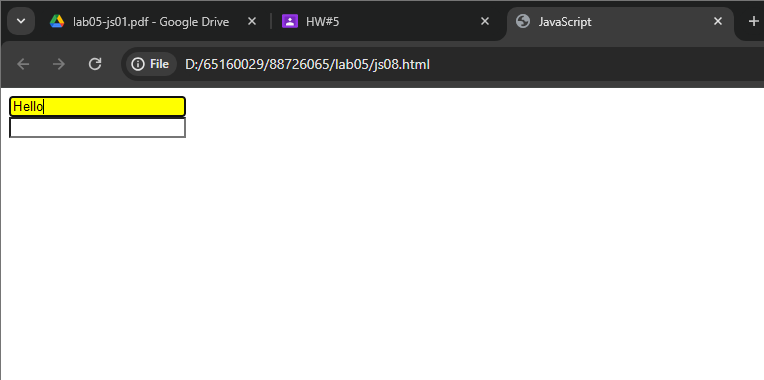 lab05-js01.pdf - Google Drive
HW#5
JavaScript
File
D:/65160029/88726065/lab05/js08.html
Hello